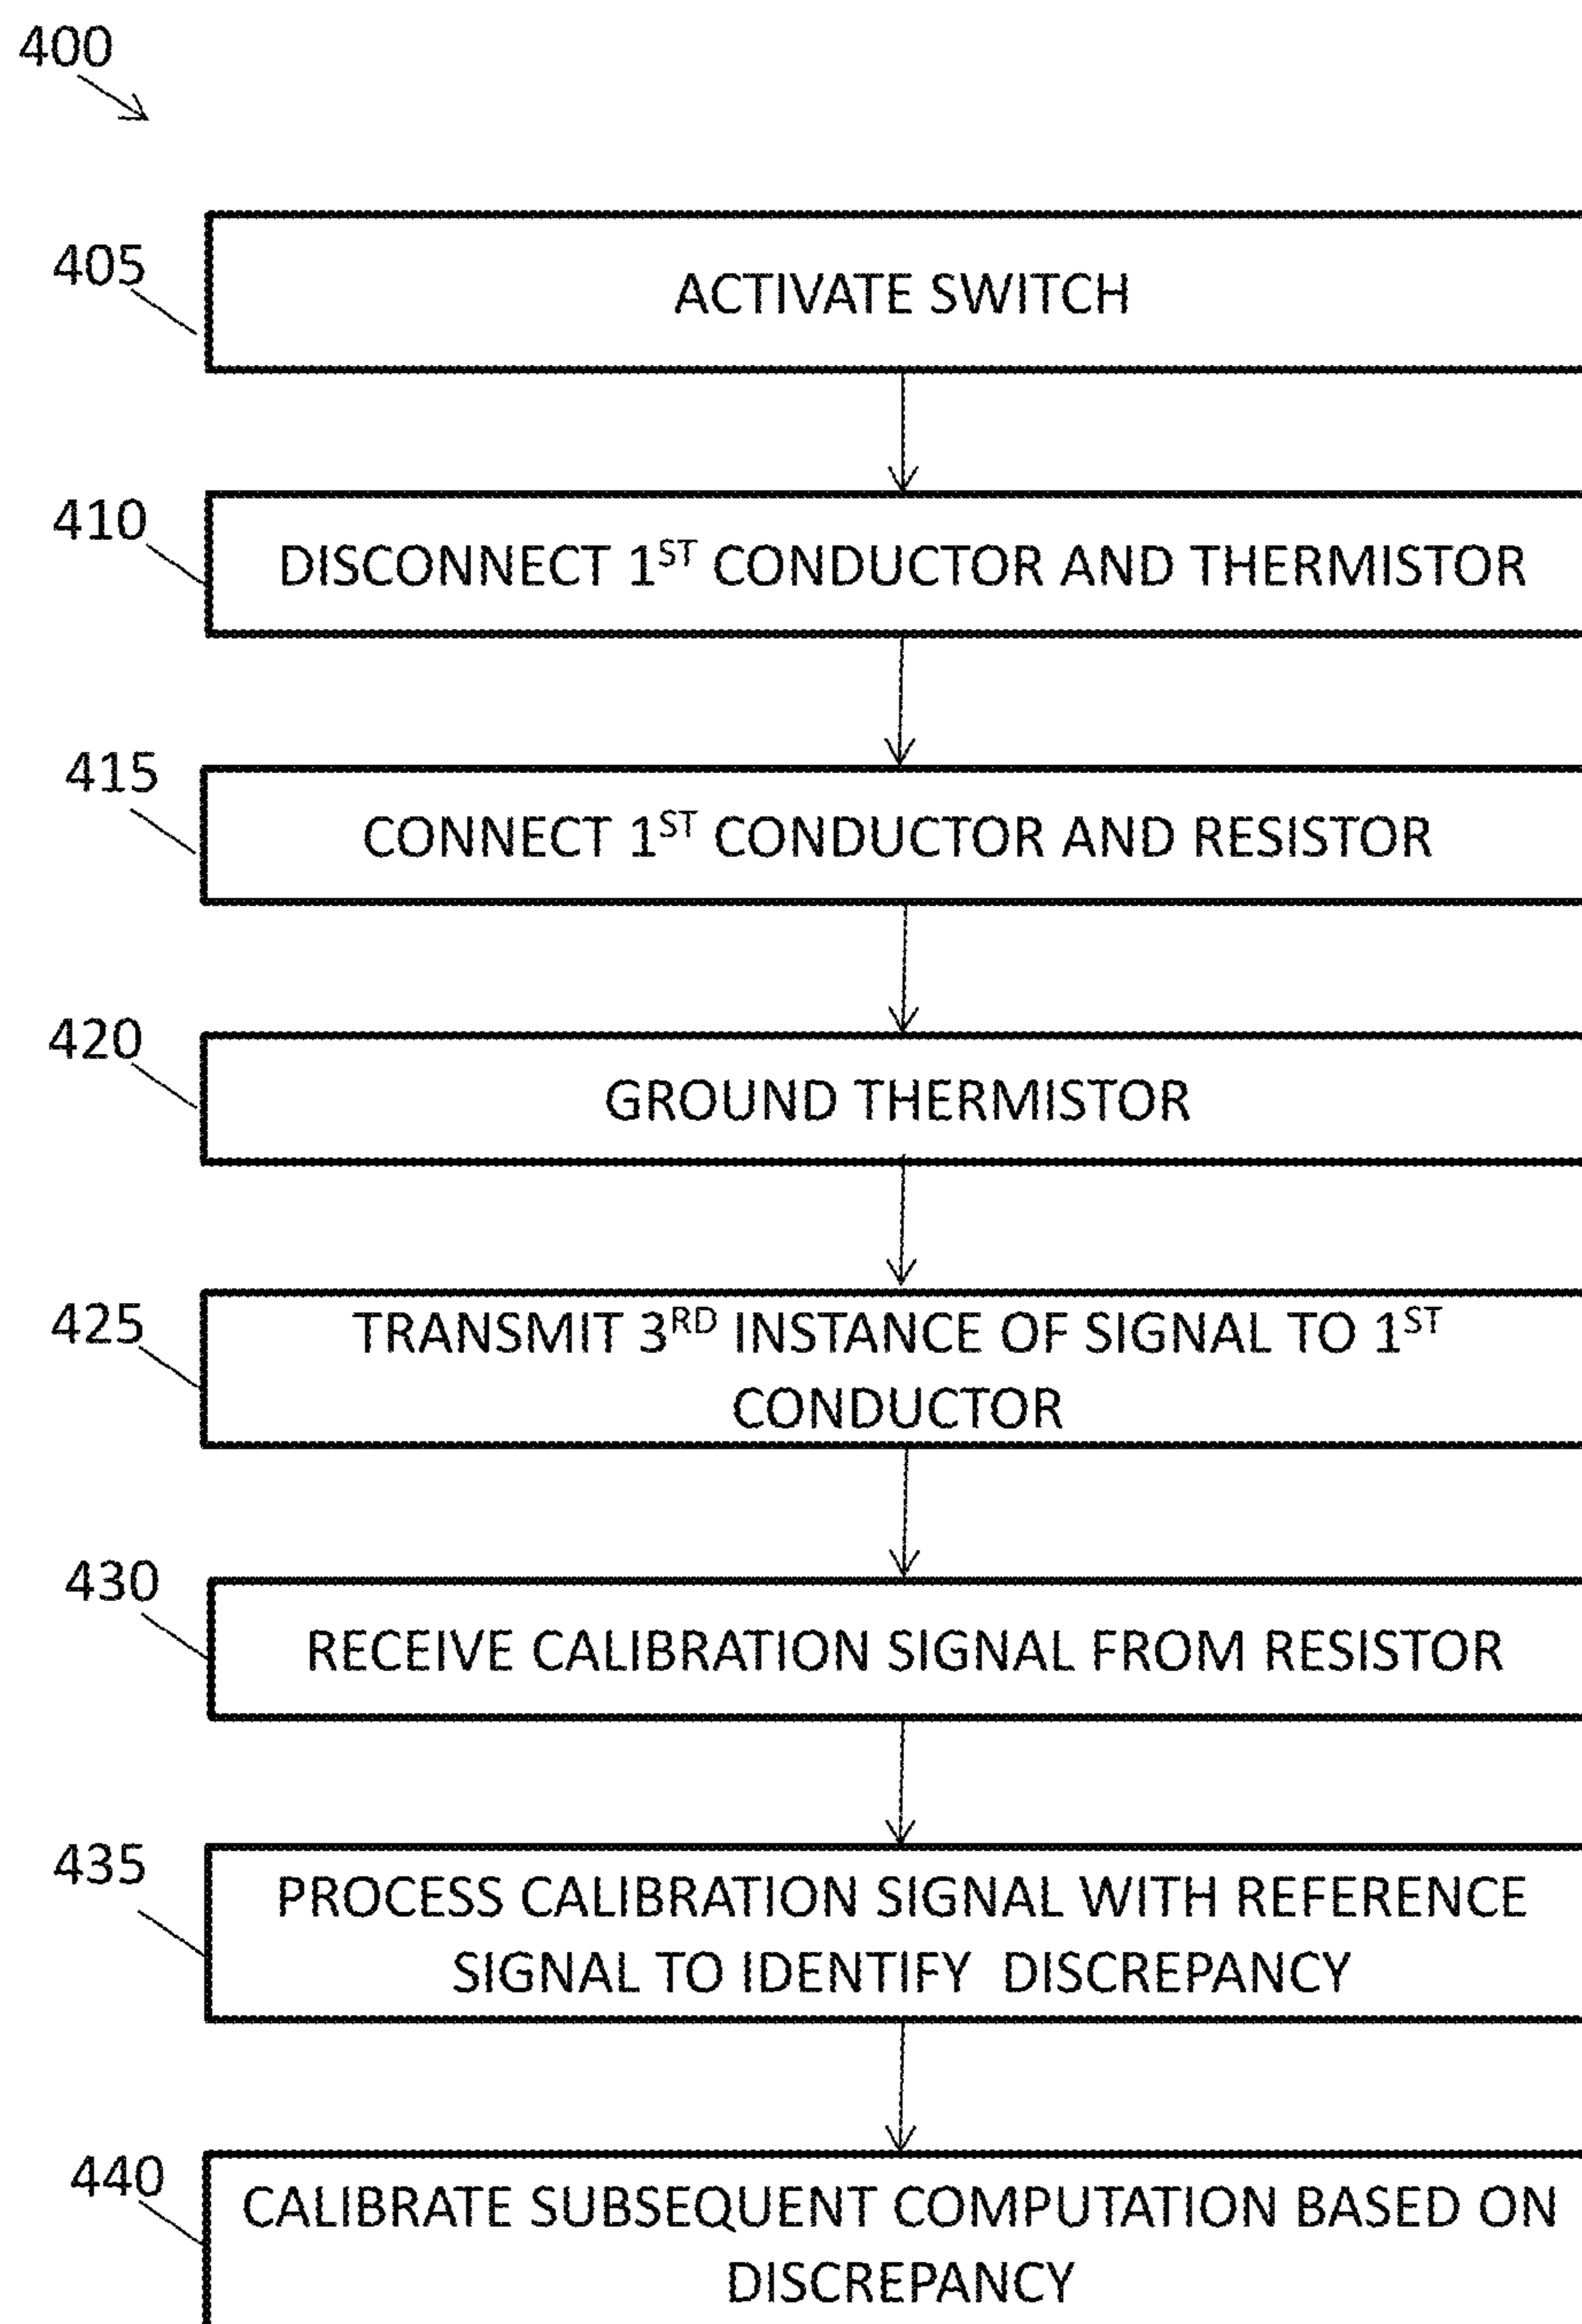 400
405
ACTIVATE SWITCH
410
DISCONNECT 1ST CONDUCTOR AND THERMISTOR
415
CONNECT 1ST CONDUCTOR AND RESISTOR
420
GROUND THERMISTOR
425
TRANSMIT 3RD INSTANCE OF SIGNAL TO 1ST
CONDUCTOR
430
RECEIVE CALIBRATION SIGNAL FROM RESISTOR
435
PROCESS CALIBRATION SIGNAL WITH REFERENCE
SIGNAL TO IDENTIFY DISCREPANCY
440
CALIBRATE SUBSEQUENT COMPUTATION BASED ON
DISCREPANCY